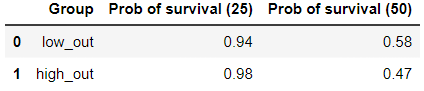 Group Prob of survival (25) Prob of survival (50)
0 low_out 0.94 0.58
1 high_out 0.98 0.47